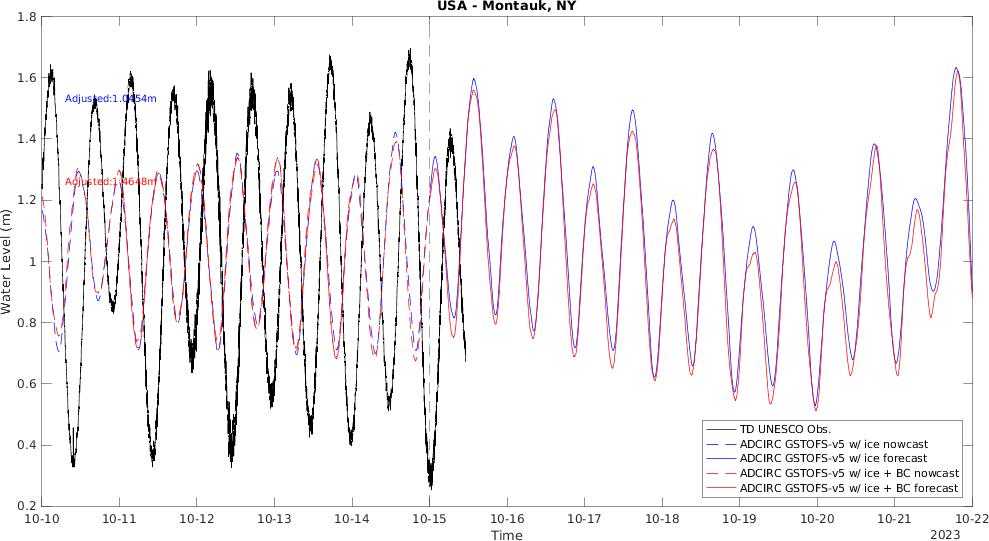 USA - Montauk, NY
1.8
1.6
1.4
1.2
1
0.8
0.6
0.4
0.2
Water Level (m)
Adjusted:1.0454m
Adjusted:1.4648m
TD UNESCO Obs.
ADCIRC GSTOFS-v5 w/ ice nowcast
ADCIRC GSTOFS-v5 w/ ice forecast
ADCIRC GSTOFS-v5 w/ ice + BC nowcast
ADCIRC GSTOFS-v5 w/ ice + BC forecast
10-10 10-11 10-12 10-13 10-14 10-15 10-16 10-17 10-18 10-19 10-20 10-21 10-22
Time
2023